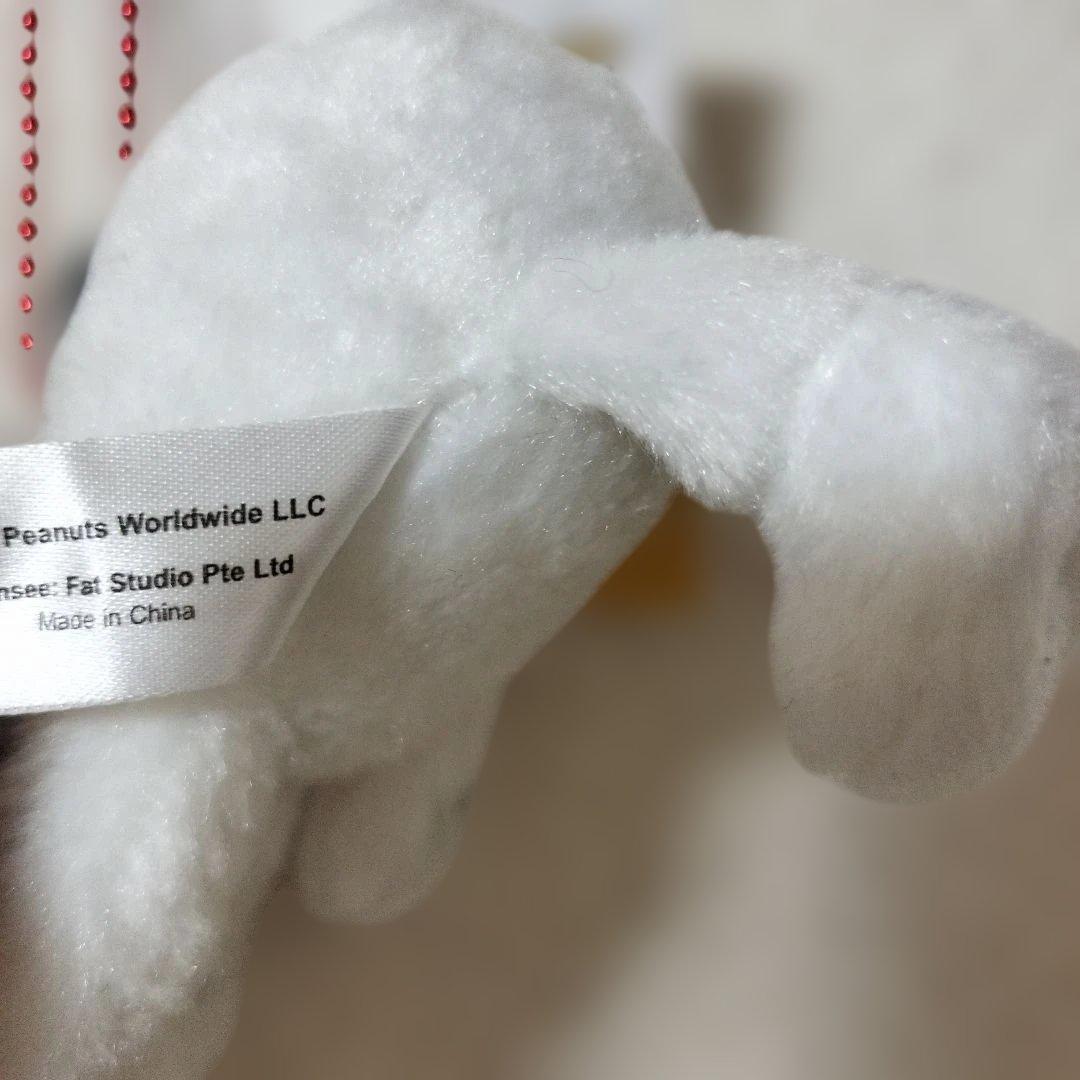 Peanuts Worldwide LLC
nsee: Fat Studio Pte Ltd
Made in China